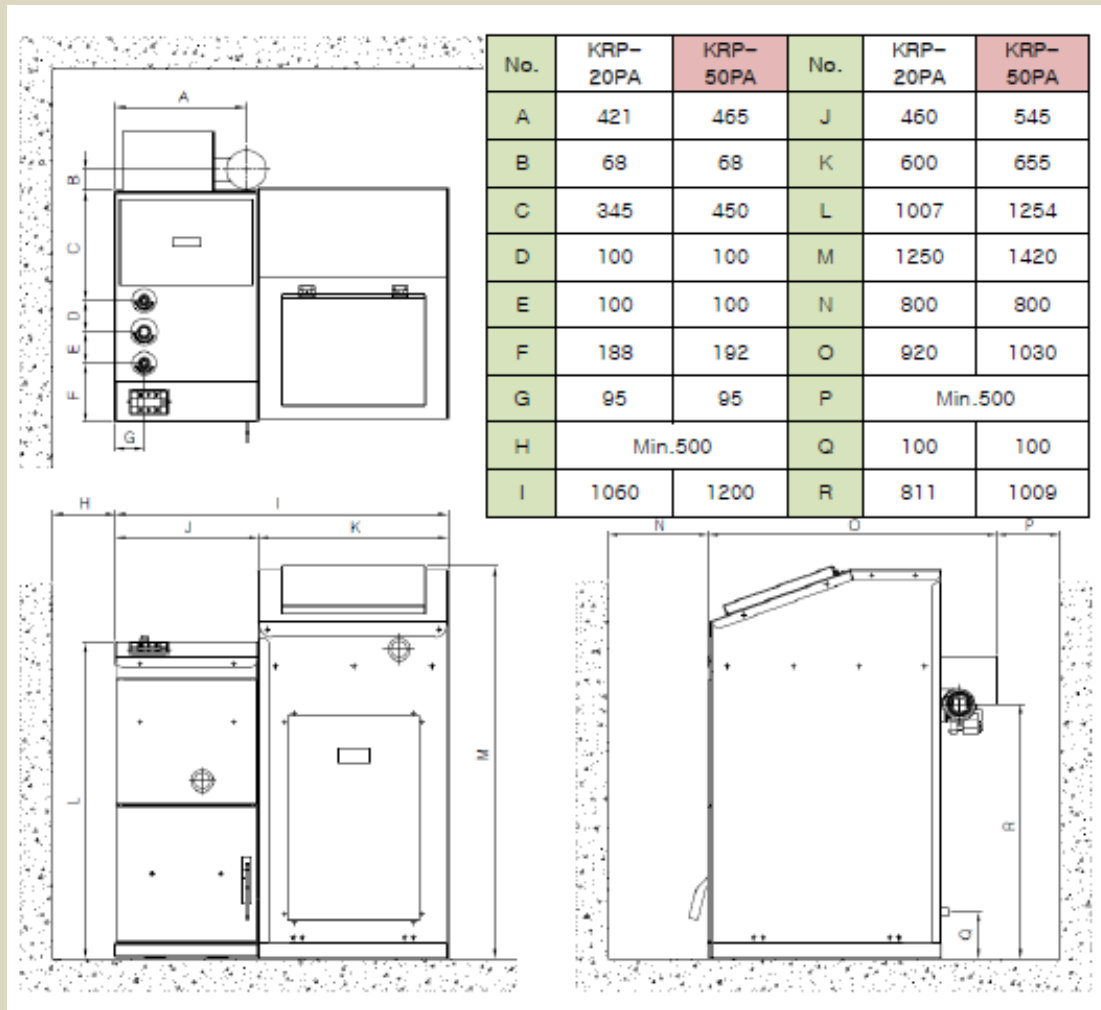 No. KRP-20PA KRP-50PA No. KRP-20PA KRP-50PA
A 421 465 J 460 545
B 68 68 K 600 655
C 345 450 L 1007 1254
D 100 100 M 1250 1420
E 100 100 N 800 800
F 188 192 O 920 1030
G 95 95 P Min.500
H Min.500 Q 100 100
I 1060 1200 R 811 1009
A
B
C
D
E
F
G
H I
J K
L
M
N O P
R
Q